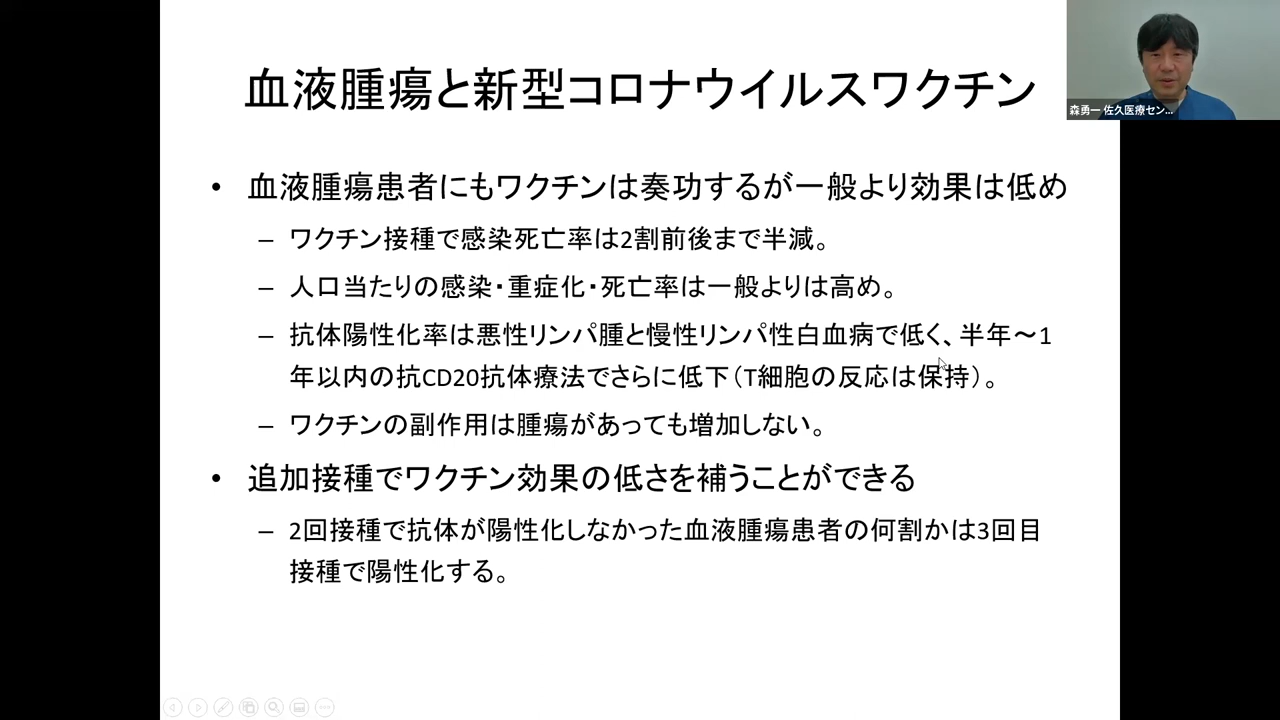 血液腫瘍と新型コロナウイルスワクチン
森勇一 佐久医療セン...
• 血液腫瘍患者にもワクチンは奏功するが一般より効果は低め
– ワクチン接種で感染死亡率は2割前後まで半減。
– 人口当たりの感染・重症化・死亡率は一般よりは高め。
– 抗体陽性化率は悪性リンパ腫と慢性リンパ性白血病で低く、半年～1
年以内の抗CD20抗体療法でさらに低下（T細胞の反応は保持）。
– ワクチンの副作用は腫瘍があっても増加しない。
• 追加接種でワクチン効果の低さを補うことができる
– 2回接種で抗体が陽性化しなかった血液腫瘍患者の何割かは3回目
接種で陽性化する。